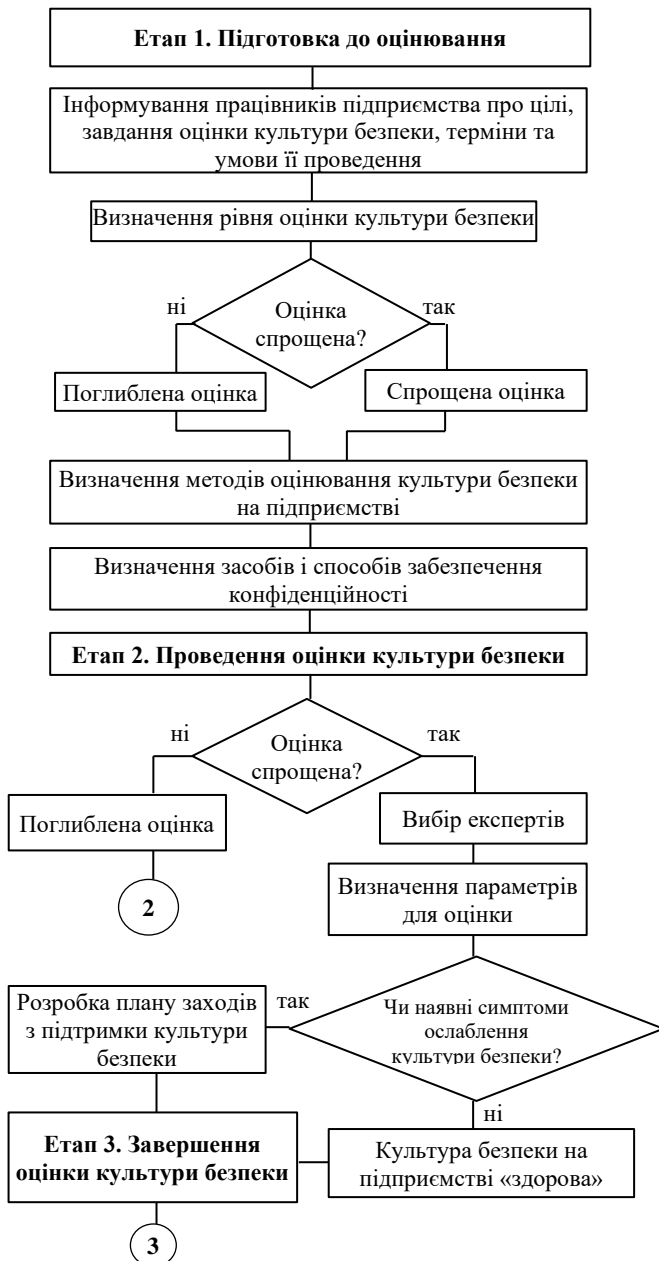 Етап 1. Підготовка до оцінювання
Інформування працівників підприємства про цілі,
завдання оцінки культури безпеки, терміни та
умови її проведення
Визначення рівня оцінки культури безпеки
ні
Оцінка
спрощена?
так
Поглиблена оцінка
Спрощена оцінка
Визначення методів оцінювання культури безпеки
на підприємстві
Визначення засобів і способів забезпечення
конфіденційності
Етап 2. Проведення оцінки культури безпеки
ні
Оцінка
спрощена?
так
Поглиблена оцінка
Вибір експертів
2
Визначення параметрів
для оцінки
Розробка плану заходів
з підтримки культури
безпеки
так
Чи наявні симптоми
ослаблення
культури безпеки?
ні
Етап 3. Завершення
оцінки культури безпеки
Культура безпеки на
підприємстві «здорова»
3